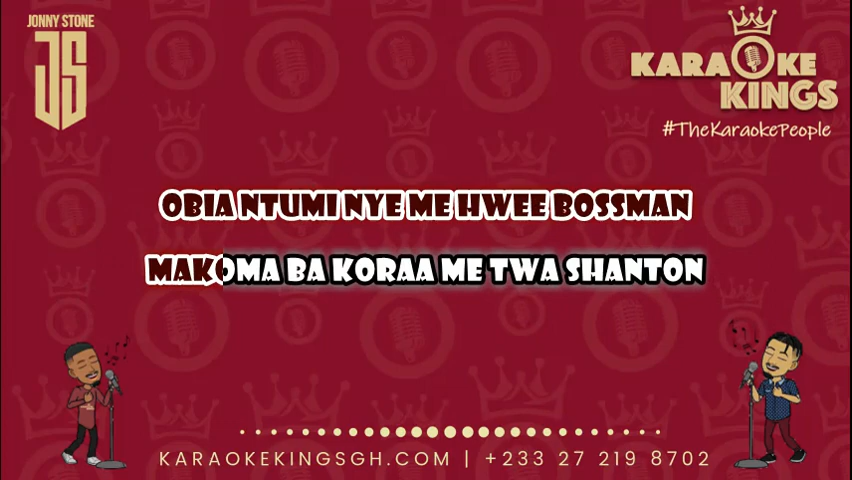 JONNY STONE
JS
KARAOKE
KINGS
#TheKaraokePeople
OBIA NTUMI NYE ME HWEE BOSSMAN
MAKOMA BA KORAA ME TWA SHANTON
KARAOKEKINGSGH.COM | +233 27 219 8702